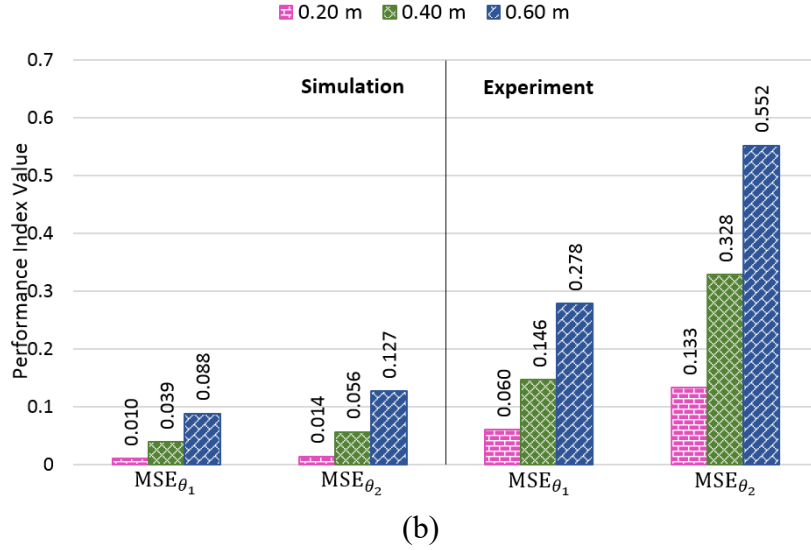 0.20 m 0.40 m 0.60 m
Performance Index Value
0.7
0.6
0.5
0.4
0.3
0.2
0.1
0
Simulation Experiment
0.010 0.039 0.088 0.014 0.056 0.127 0.060 0.146 0.278 0.133 0.328 0.552
MSEθ₁ MSEθ₂ MSEθ₁ MSEθ₂
(b)